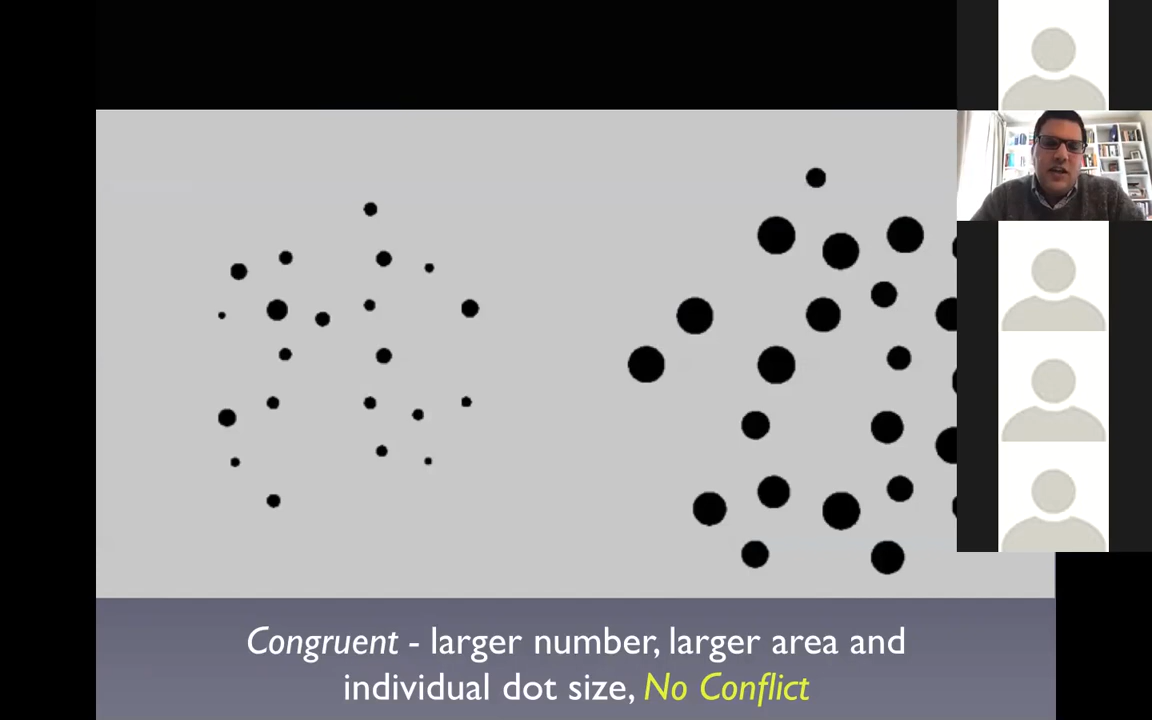 Congruent - larger number, larger area and
individual dot size, No Conflict